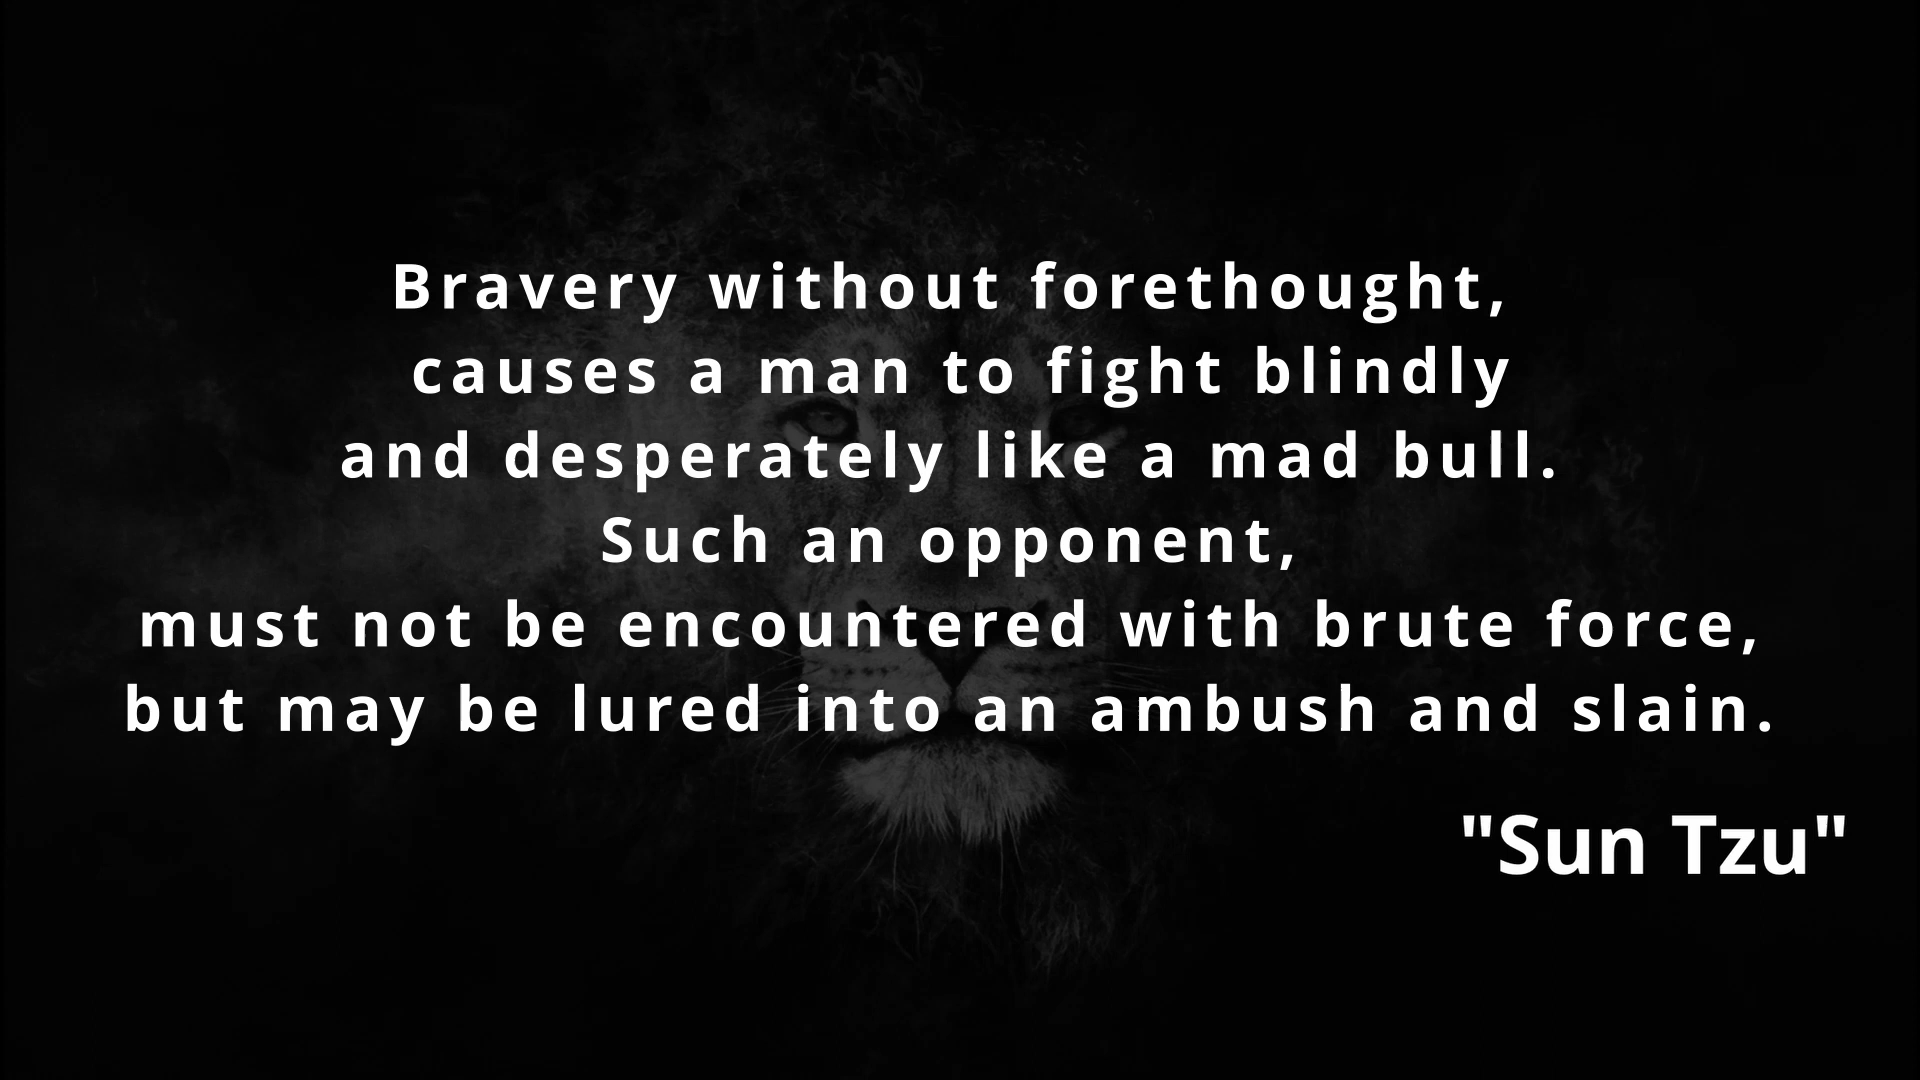 Bravery without forethought,
causes a man to fight blindly
and desperately like a mad bull.
Such an opponent,
must not be encountered with brute force,
but may be lured into an ambush and slain.
"Sun Tzu"